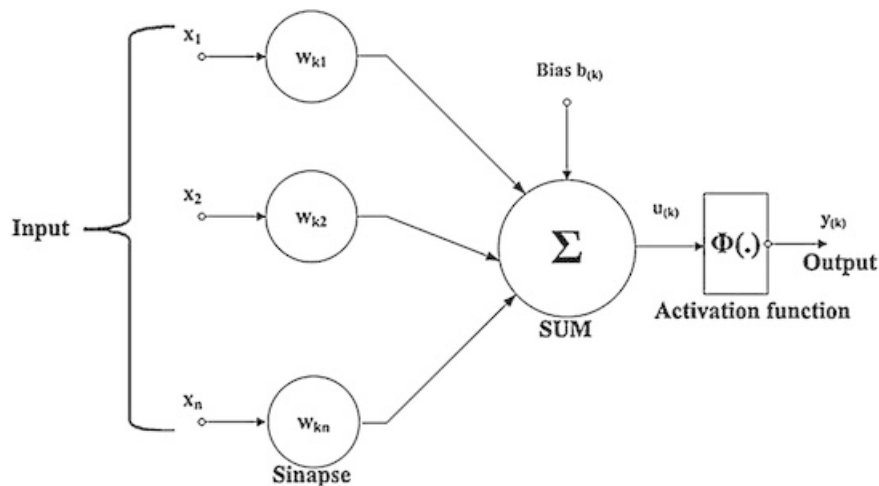 x1
wk1
Bias b(k)
x2
wk2
Input
Σ
u(k)
Φ(.)
y(k)
Output
SUM
Activation function
xn
wkn
Sinapse